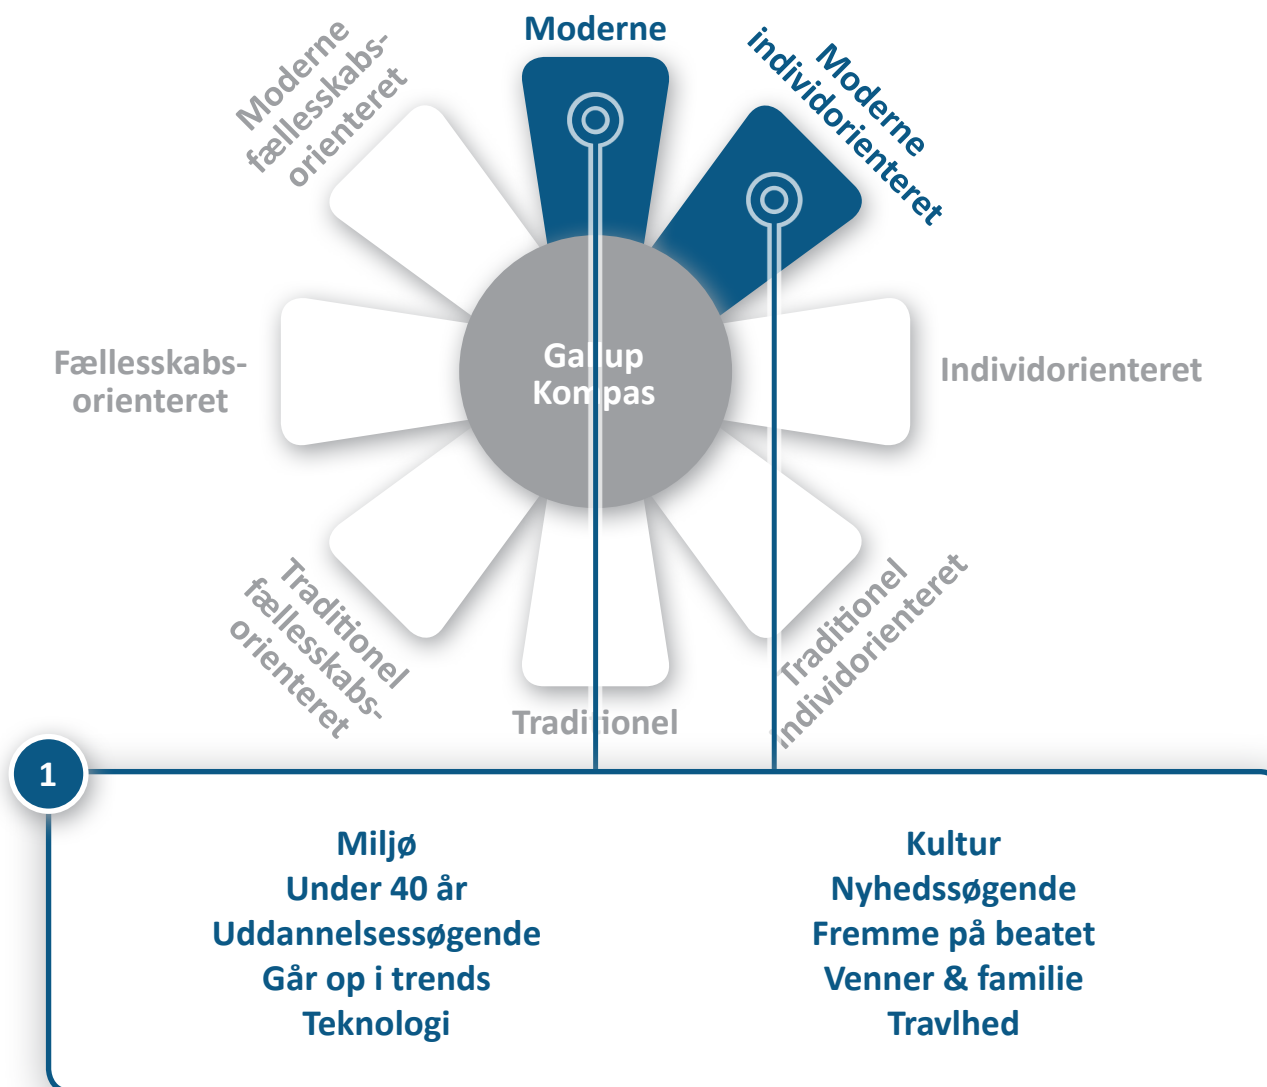 Moderne
Moderne
individorienteret
Moderne
fællesskabs-
orienteret
Fællesskabs-
orienteret
Gallup
Kompas
Individorienteret
Traditionel
fællesskabs-
orienteret
Traditionel
Traditionel
individorienteret
1
Miljø
Under 40 år
Uddannelsessøgende
Går op i trends
Teknologi
Kultur
Nyhedssøgende
Fremme på beatet
Venner & familie
Travlhed